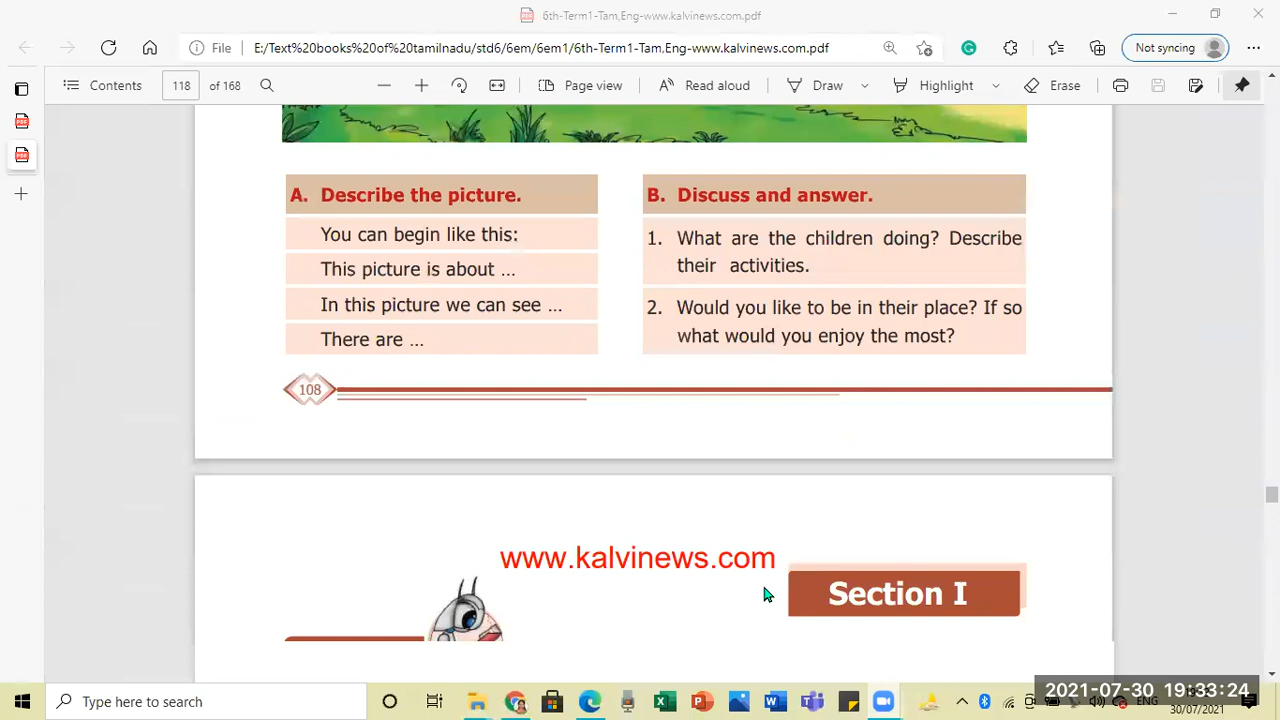 6th-Term1-Tam,Eng-www.kalvinews.com.pdf
File
E:/Text%20books%20of%20tamilnadu/std6/6em/6em1/6th-Term1-Tam,Eng-www.kalvinews.com.pdf
Not syncing
Contents
118
of 168
Page view
Read aloud
Draw
Highlight
Erase
A. Describe the picture.
You can begin like this:
This picture is about ...
In this picture we can see ...
There are ...
B. Discuss and answer.
1. What are the children doing? Describe
their activities.
2. Would you like to be in their place? If so
what would you enjoy the most?
108
www.kalvinews.com
Section I
Type here to search
2021-07-30 19:33:24
ENG
30/07/2021